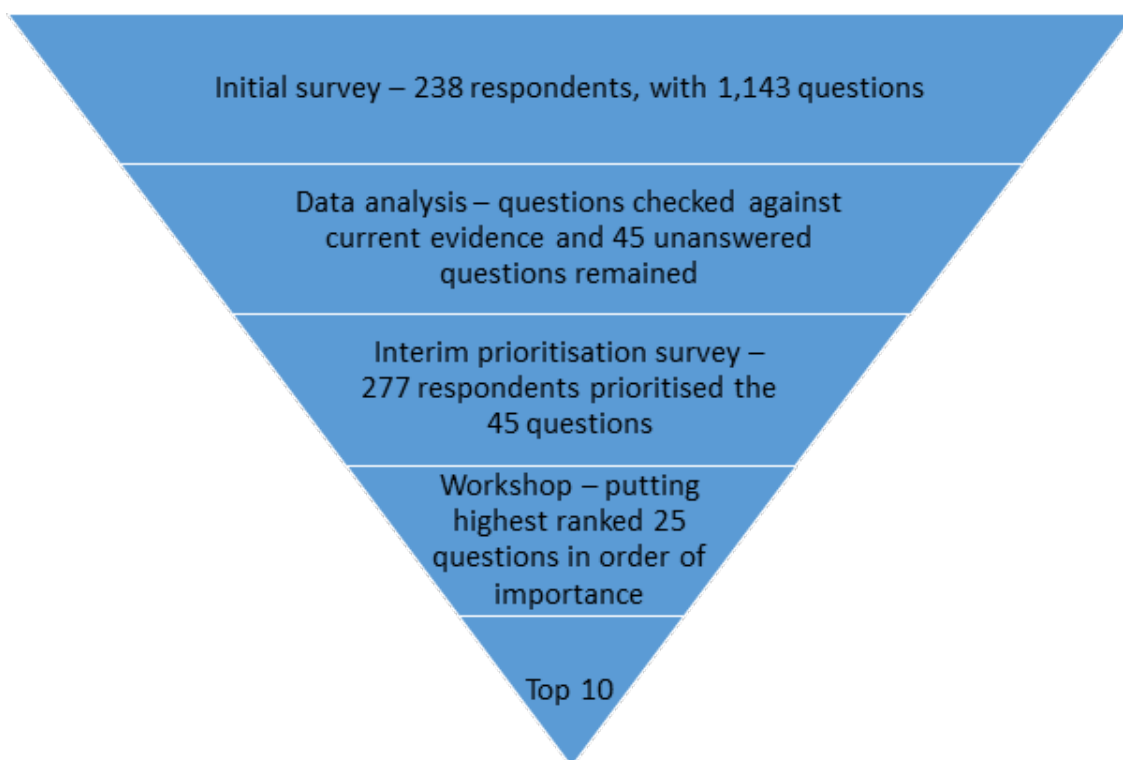 Initial survey – 238 respondents, with 1,143 questions
Data analysis – questions checked against
current evidence and 45 unanswered
questions remained
Interim prioritisation survey –
277 respondents prioritised the
45 questions
Workshop – putting
highest ranked 25
questions in order of
importance
Top 10